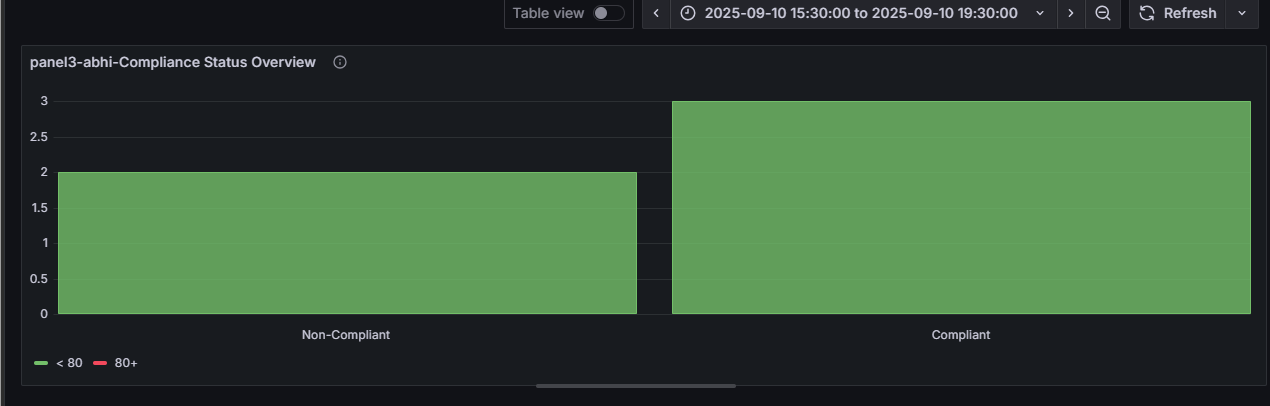 Table view
2025-09-10 15:30:00 to 2025-09-10 19:30:00
Refresh
panel3-abhi-Compliance Status Overview
3
2.5
2
1.5
1
0.5
0
Non-Compliant
Compliant
< 80
80+